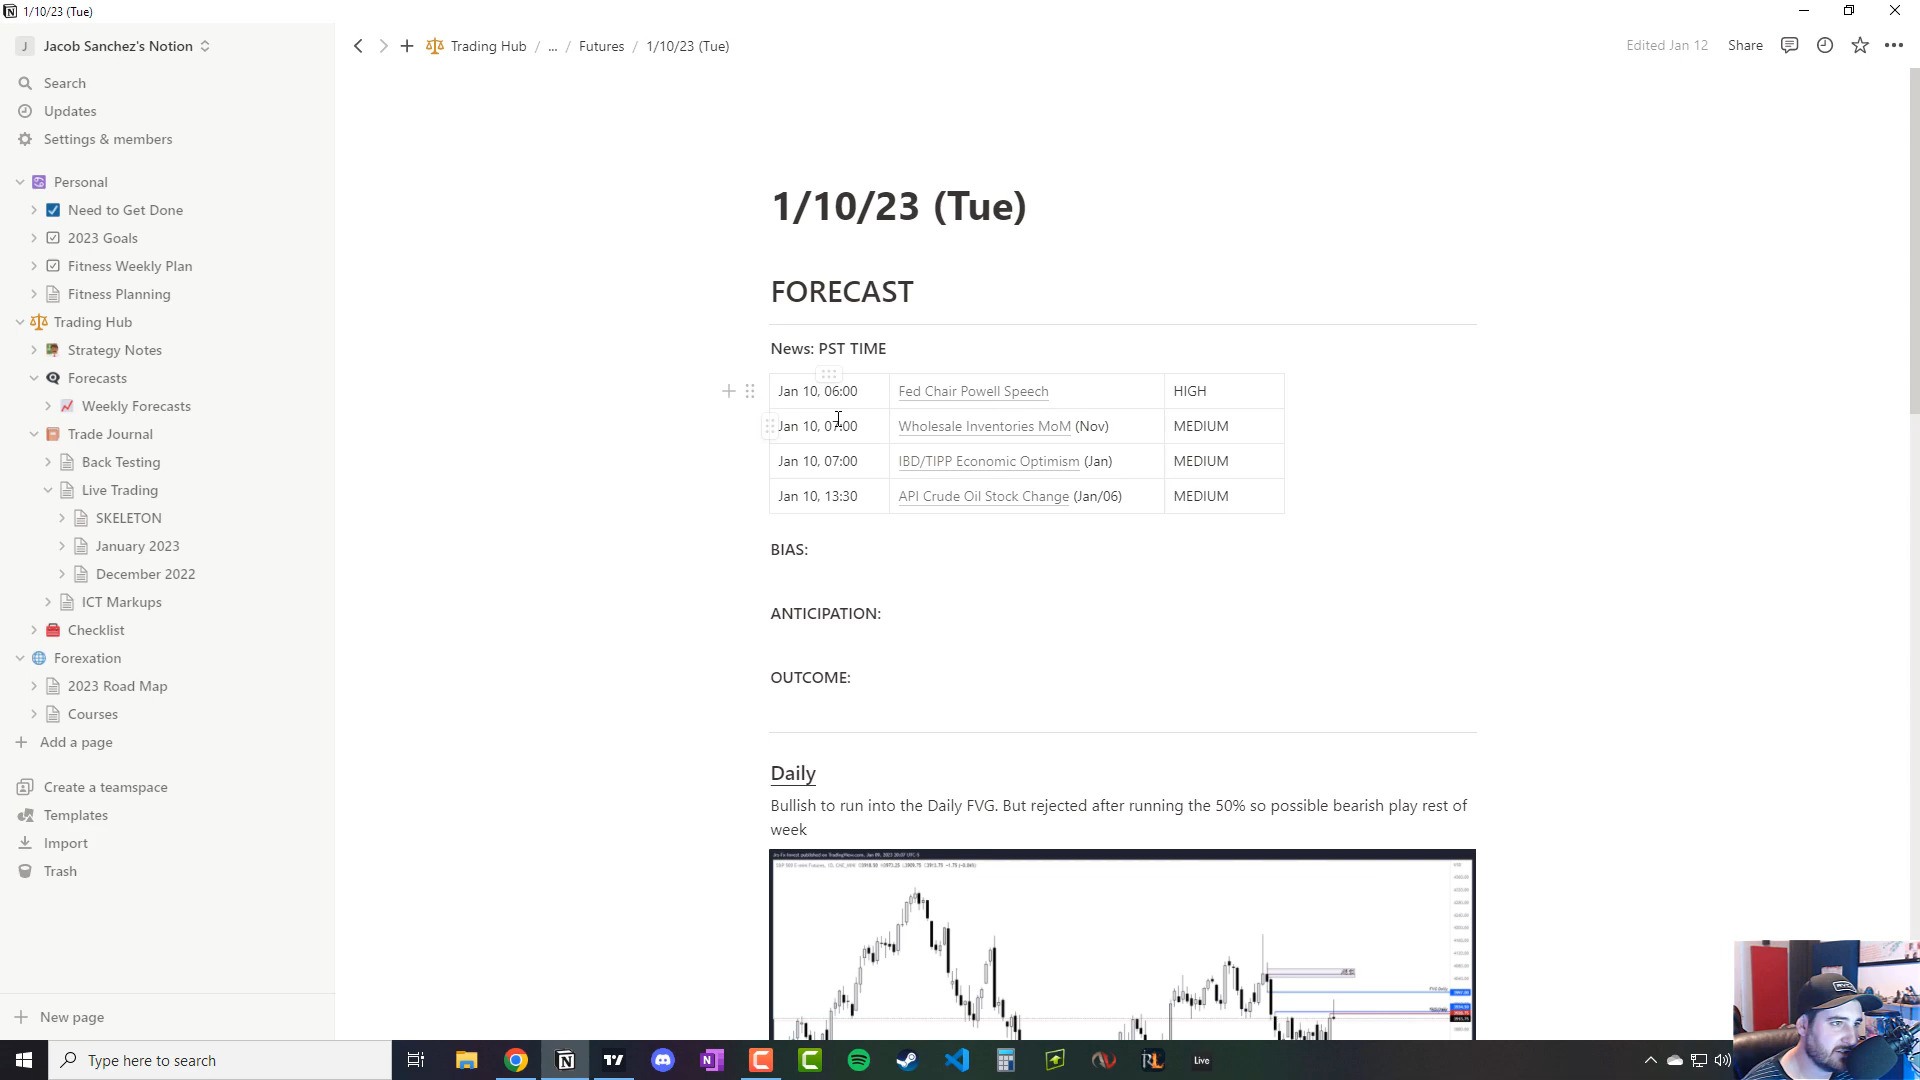 1/10/23 (Tue)
Jacob Sanchez's Notion
Trading Hub / ... / Futures / 1/10/23 (Tue)
Edited Jan 12
Share
Search
Updates
Settings & members
Personal
Need to Get Done
2023 Goals
Fitness Weekly Plan
Fitness Planning
Trading Hub
Strategy Notes
Forecasts
Weekly Forecasts
Trade Journal
Back Testing
Live Trading
SKELETON
January 2023
December 2022
ICT Markups
Checklist
Forexation
2023 Road Map
Courses
Add a page
Create a teamspace
Templates
Import
Trash
New page
1/10/23 (Tue)
FORECAST
News: PST TIME
Jan 10, 06:00 Fed Chair Powell Speech HIGH
Jan 10, 07:00 Wholesale Inventories MoM (Nov) MEDIUM
Jan 10, 07:00 IBD/TIPP Economic Optimism (Jan) MEDIUM
Jan 10, 13:30 API Crude Oil Stock Change (Jan/06) MEDIUM
BIAS:
ANTICIPATION:
OUTCOME:
Daily
Bullish to run into the Daily FVG. But rejected after running the 50% so possible bearish play rest of
week
Type here to search
Live